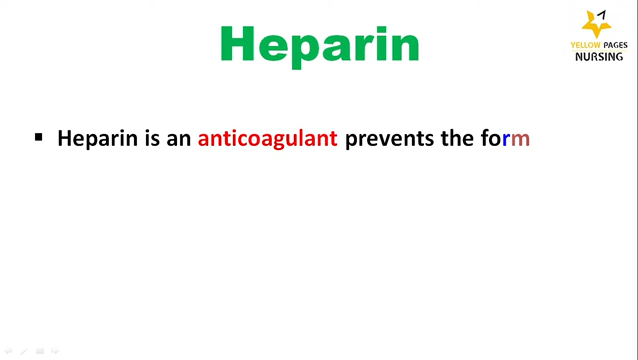 Heparin
YELLOW PAGES
NURSING
▪ Heparin is an anticoagulant prevents the form